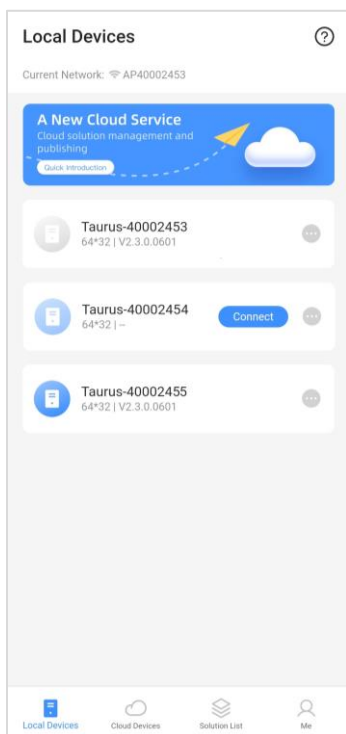 Local Devices
Current Network: AP40002453
A New Cloud Service
Cloud solution management and
publishing
Quick Introduction
Taurus-40002453
64*32 | V2.3.0.0601
Taurus-40002454
64*32 | --
Connect
Taurus-40002455
64*32 | V2.3.0.0601
Local Devices
Cloud Devices
Solution List
Me